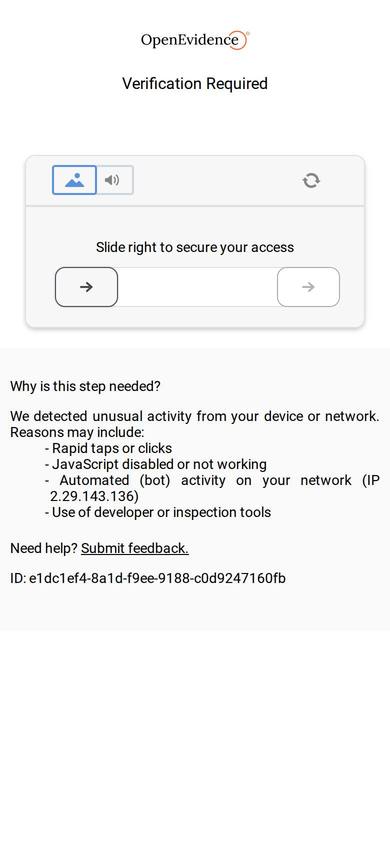 OpenEvidence
Verification Required
Slide right to secure your access
Why is this step needed?
We detected unusual activity from your device or network.
Reasons may include:
- Rapid taps or clicks
- JavaScript disabled or not working
- Automated (bot) activity on your network (IP
2.29.143.136)
- Use of developer or inspection tools
Need help? Submit feedback.
ID: e1dc1ef4-8a1d-f9ee-9188-c0d9247160fb